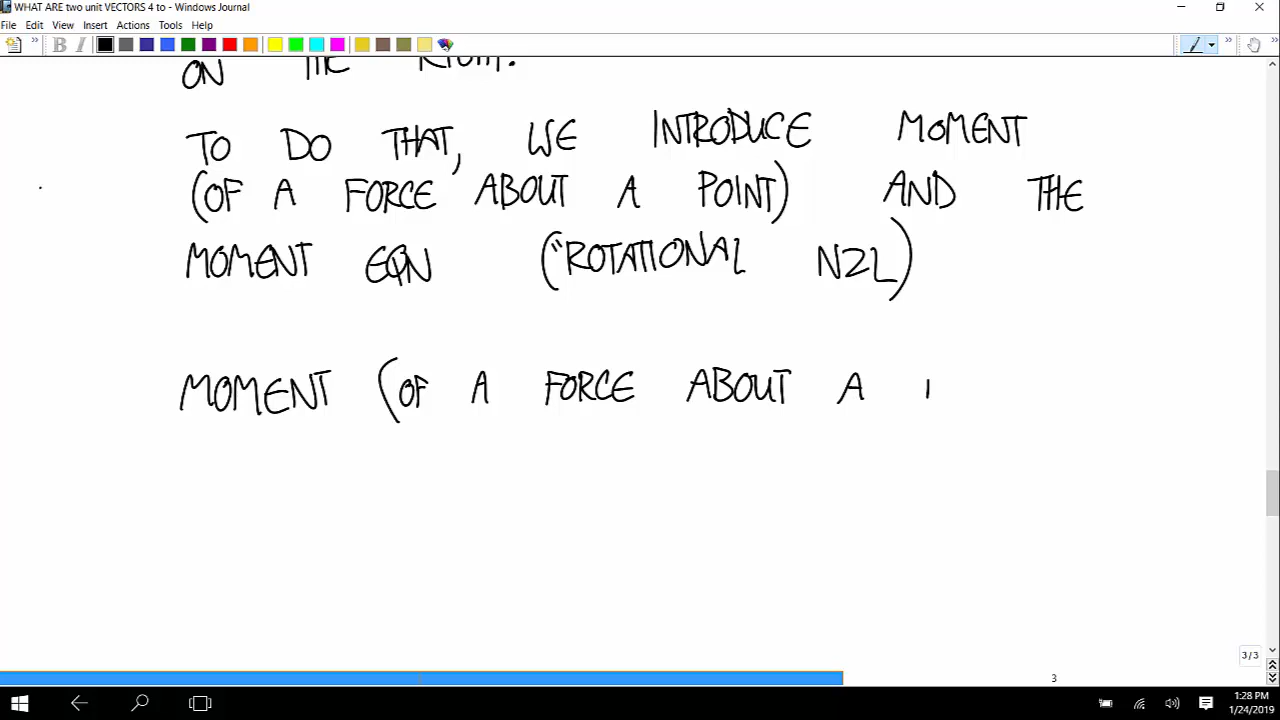 WHAT ARE two unit VECTORS 4 to - Windows Journal
File Edit View Insert Actions Tools Help
B I
ON THE RIGHT.
TO DO THAT, WE INTRODUCE MOMENT
(OF A FORCE ABOUT A POINT) AND THE
MOMENT EQN ("ROTATIONAL N2L)
MOMENT (OF A FORCE ABOUT A
3/3
3
1:28 PM
1/24/2019